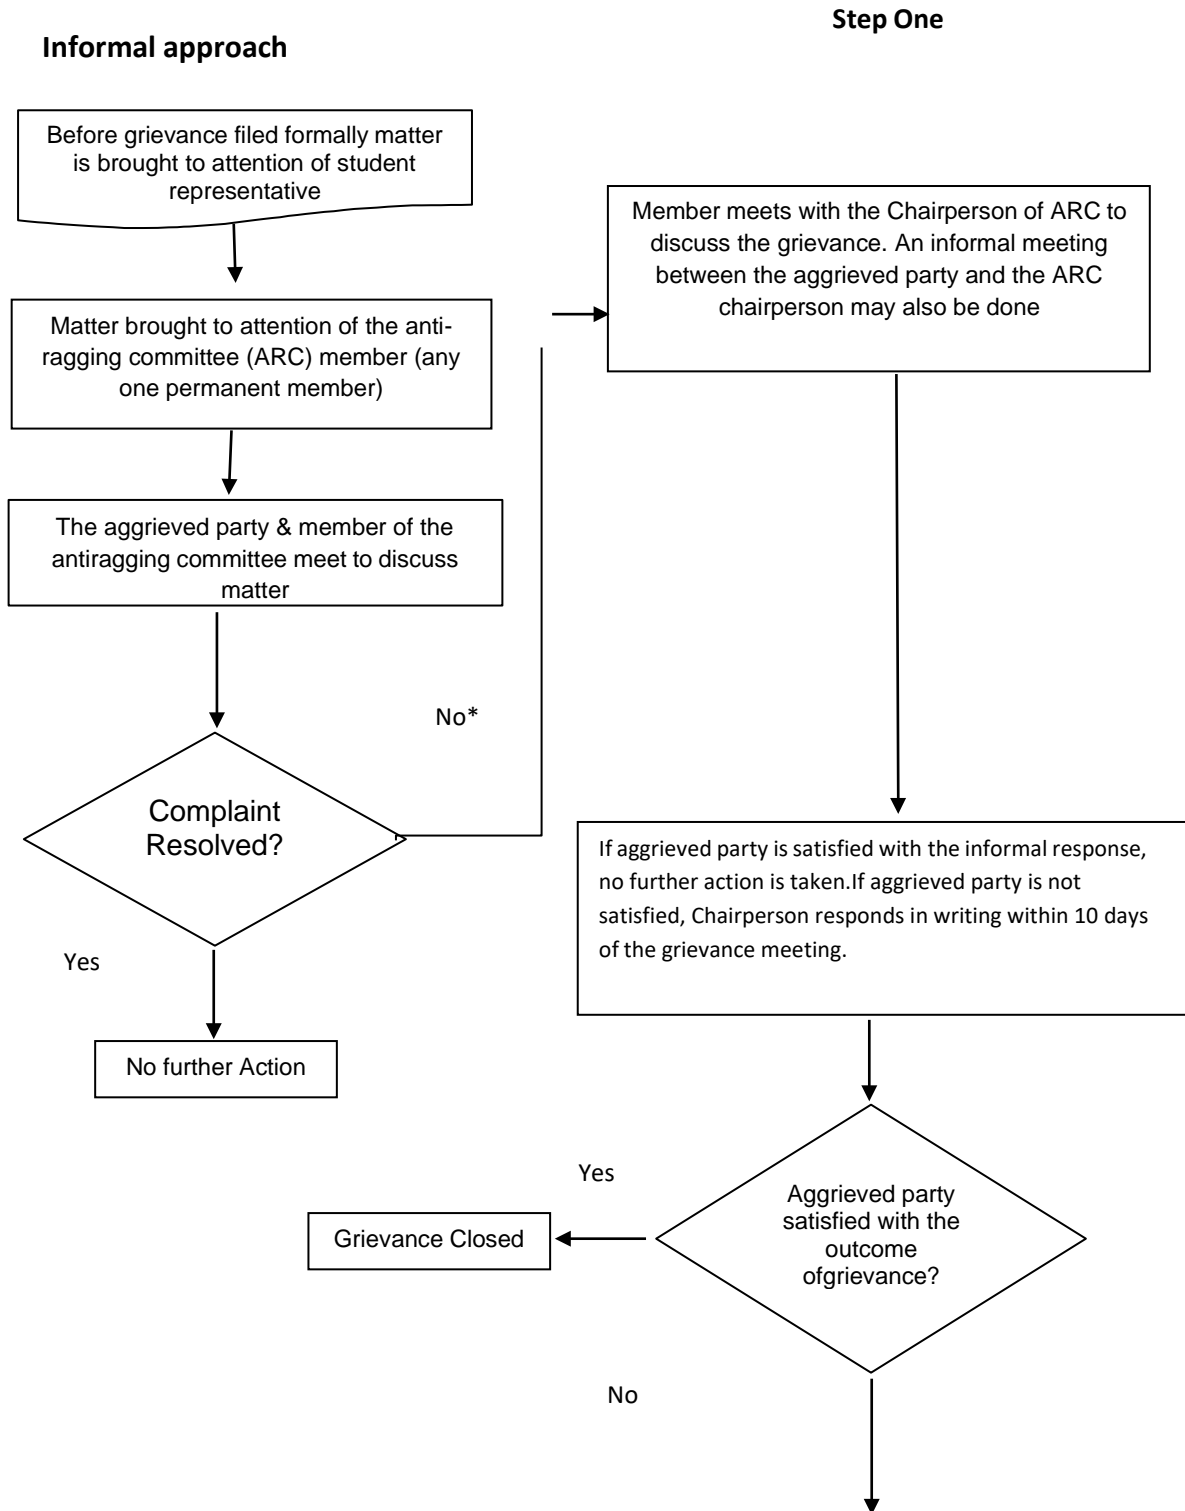 Step One
Informal approach
Before grievance filed formally matter
is brought to attention of student
representative
Matter brought to attention of the anti-
ragging committee (ARC) member (any
one permanent member)
The aggrieved party & member of the
antiragging committee meet to discuss
matter
No*
Complaint
Resolved?
Yes
No further Action
Member meets with the Chairperson of ARC to
discuss the grievance. An informal meeting
between the aggrieved party and the ARC
chairperson may also be done
If aggrieved party is satisfied with the informal response,
no further action is taken.If aggrieved party is not
satisfied, Chairperson responds in writing within 10 days
of the grievance meeting.
Yes
Aggrieved party
satisfied with the
outcome
ofgrievance?
Grievance Closed
No